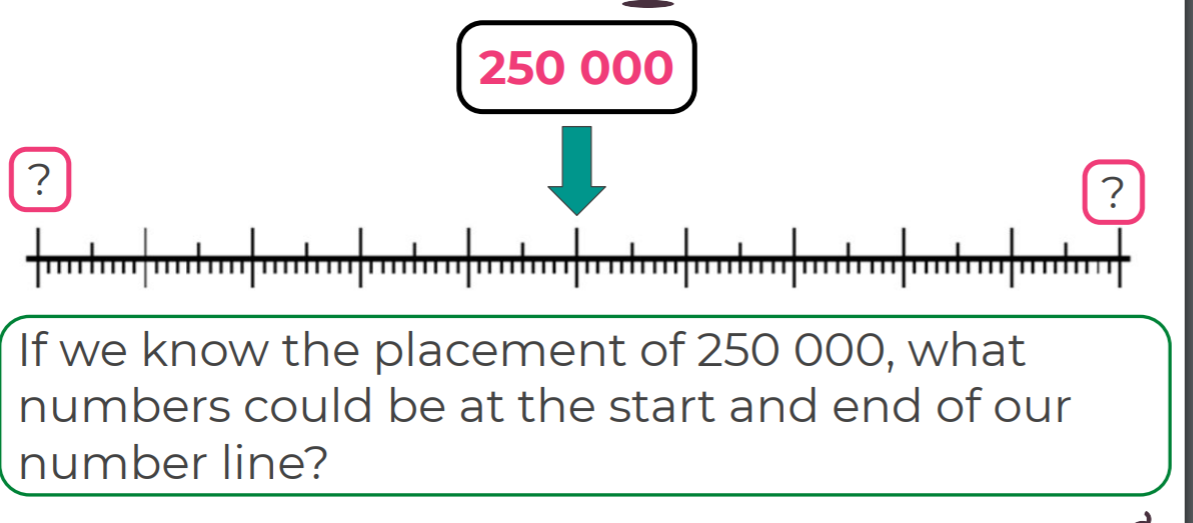 250 000
?
?
If we know the placement of 250 000, what
numbers could be at the start and end of our
number line?